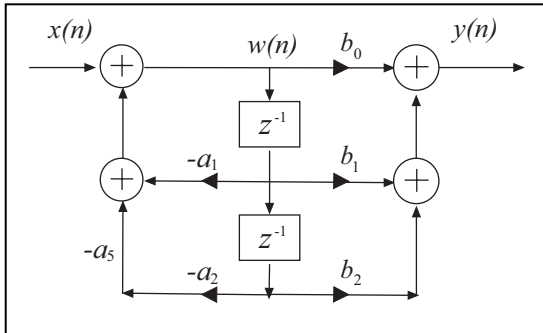 x(n) w(n) b₀ y(n)
z⁻¹
-a₁ b₁
z⁻¹
-a₅ -a₂ b₂